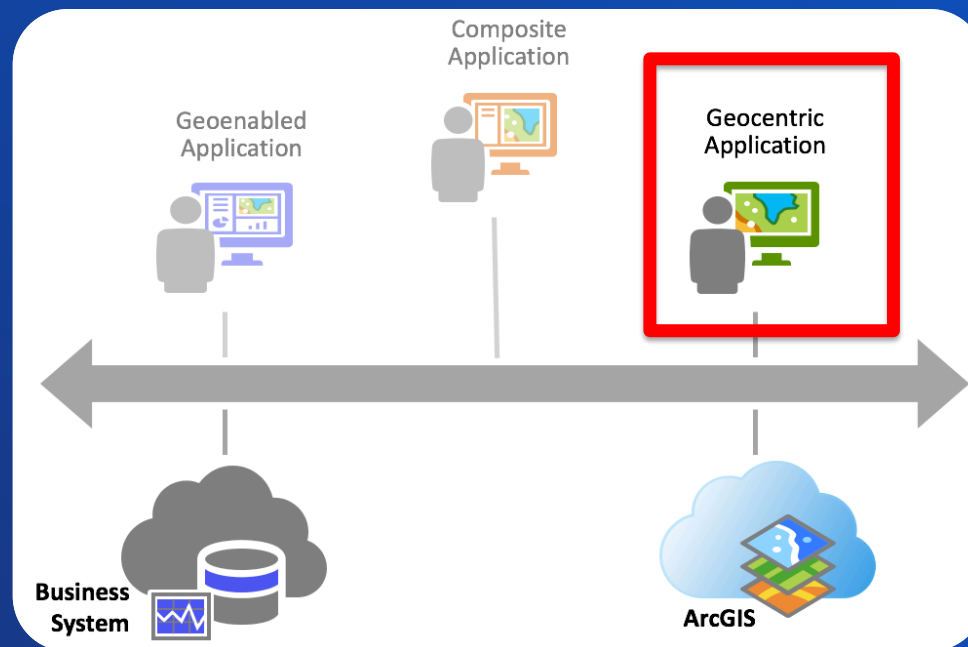 Composite
Application
Geoenabled
Application
Geocentric
Application
Business
System
ArcGIS